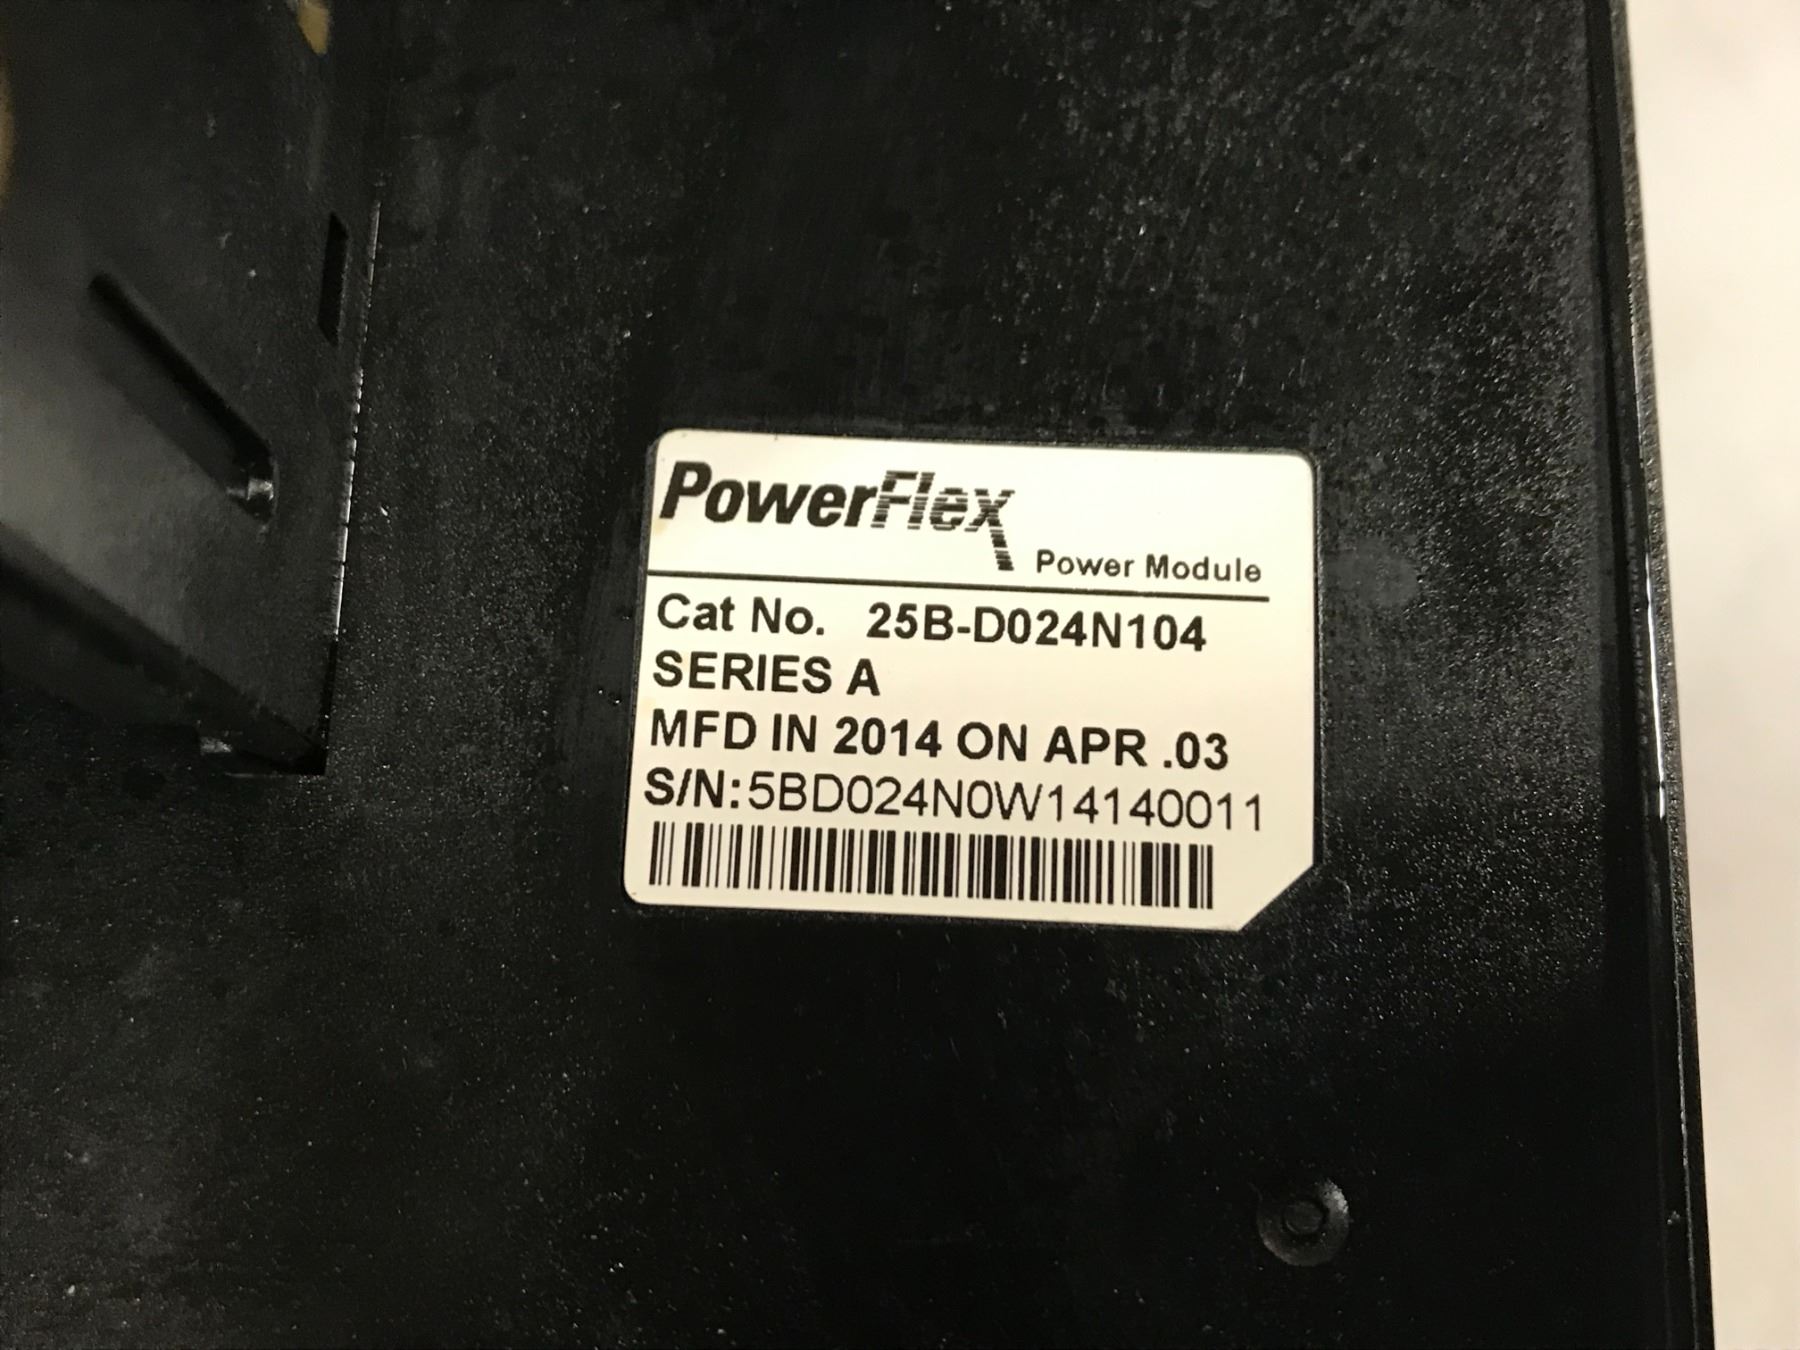 PowerFlex
Power Module
Cat No. 25B-D024N104
SERIES A
MFD IN 2014 ON APR .03
S/N:5BD024N0W14140011